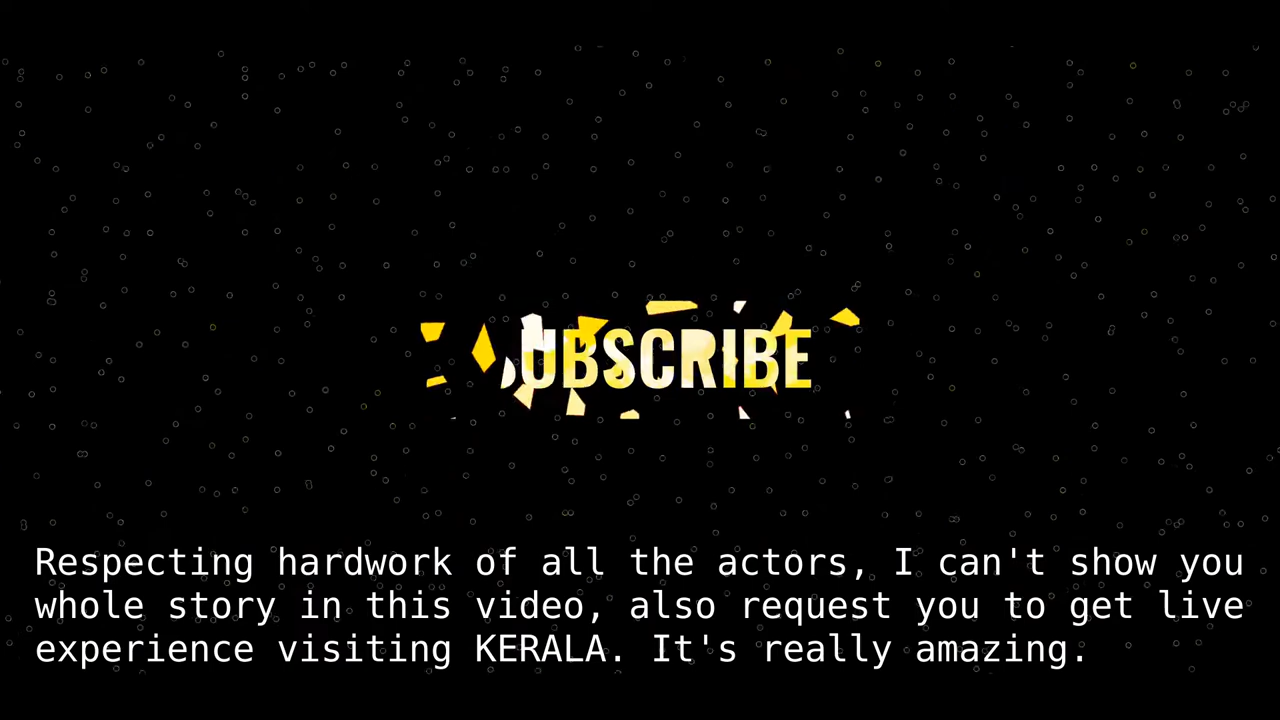 SUBSCRIBE
Respecting hardwork of all the actors, I can't show you
whole story in this video, also request you to get live
experience visiting KERALA. It's really amazing.